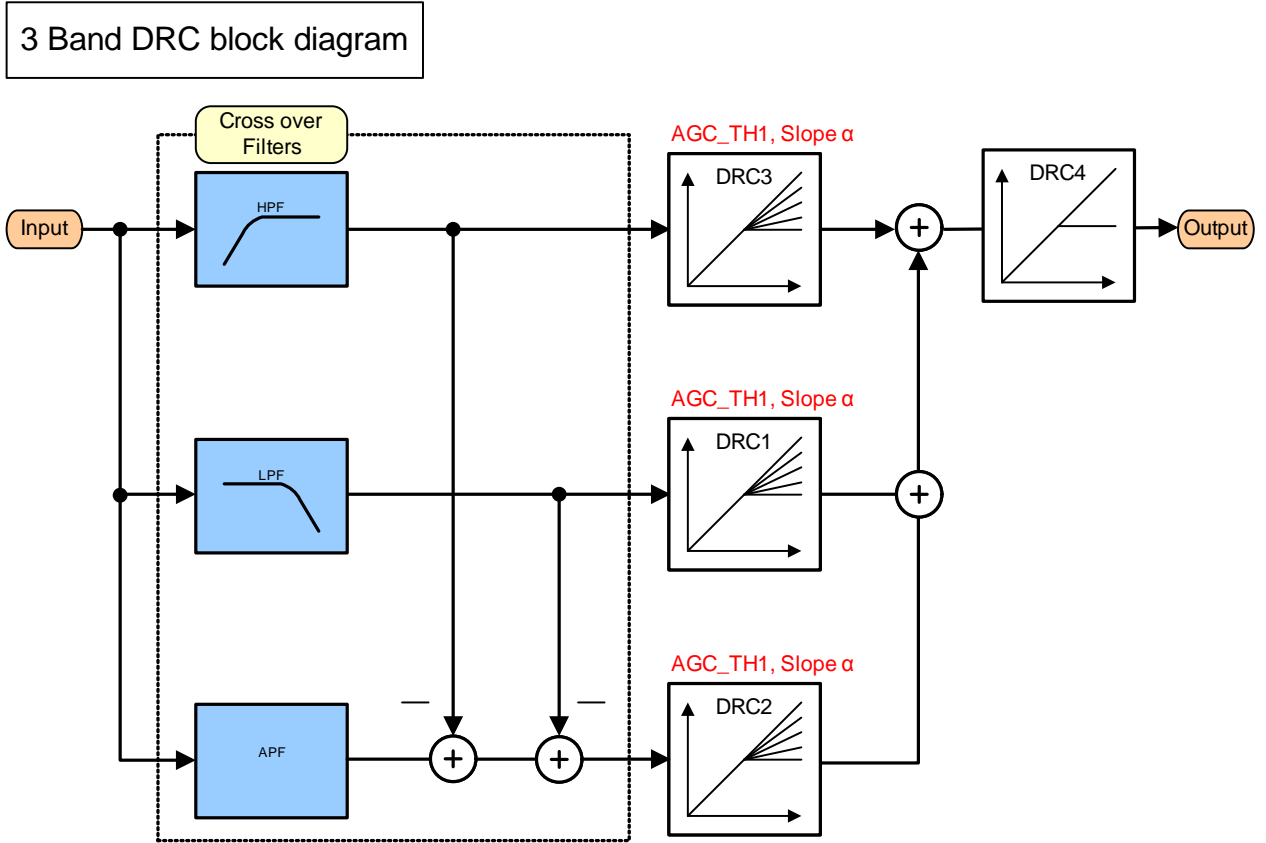 3 Band DRC block diagram
Cross over
Filters
AGC_TH1, Slope α
HPF
DRC3
DRC4
Input
+
Output
AGC_TH1, Slope α
LPF
DRC1
+
AGC_TH1, Slope α
— —
DRC2
APF
+ +